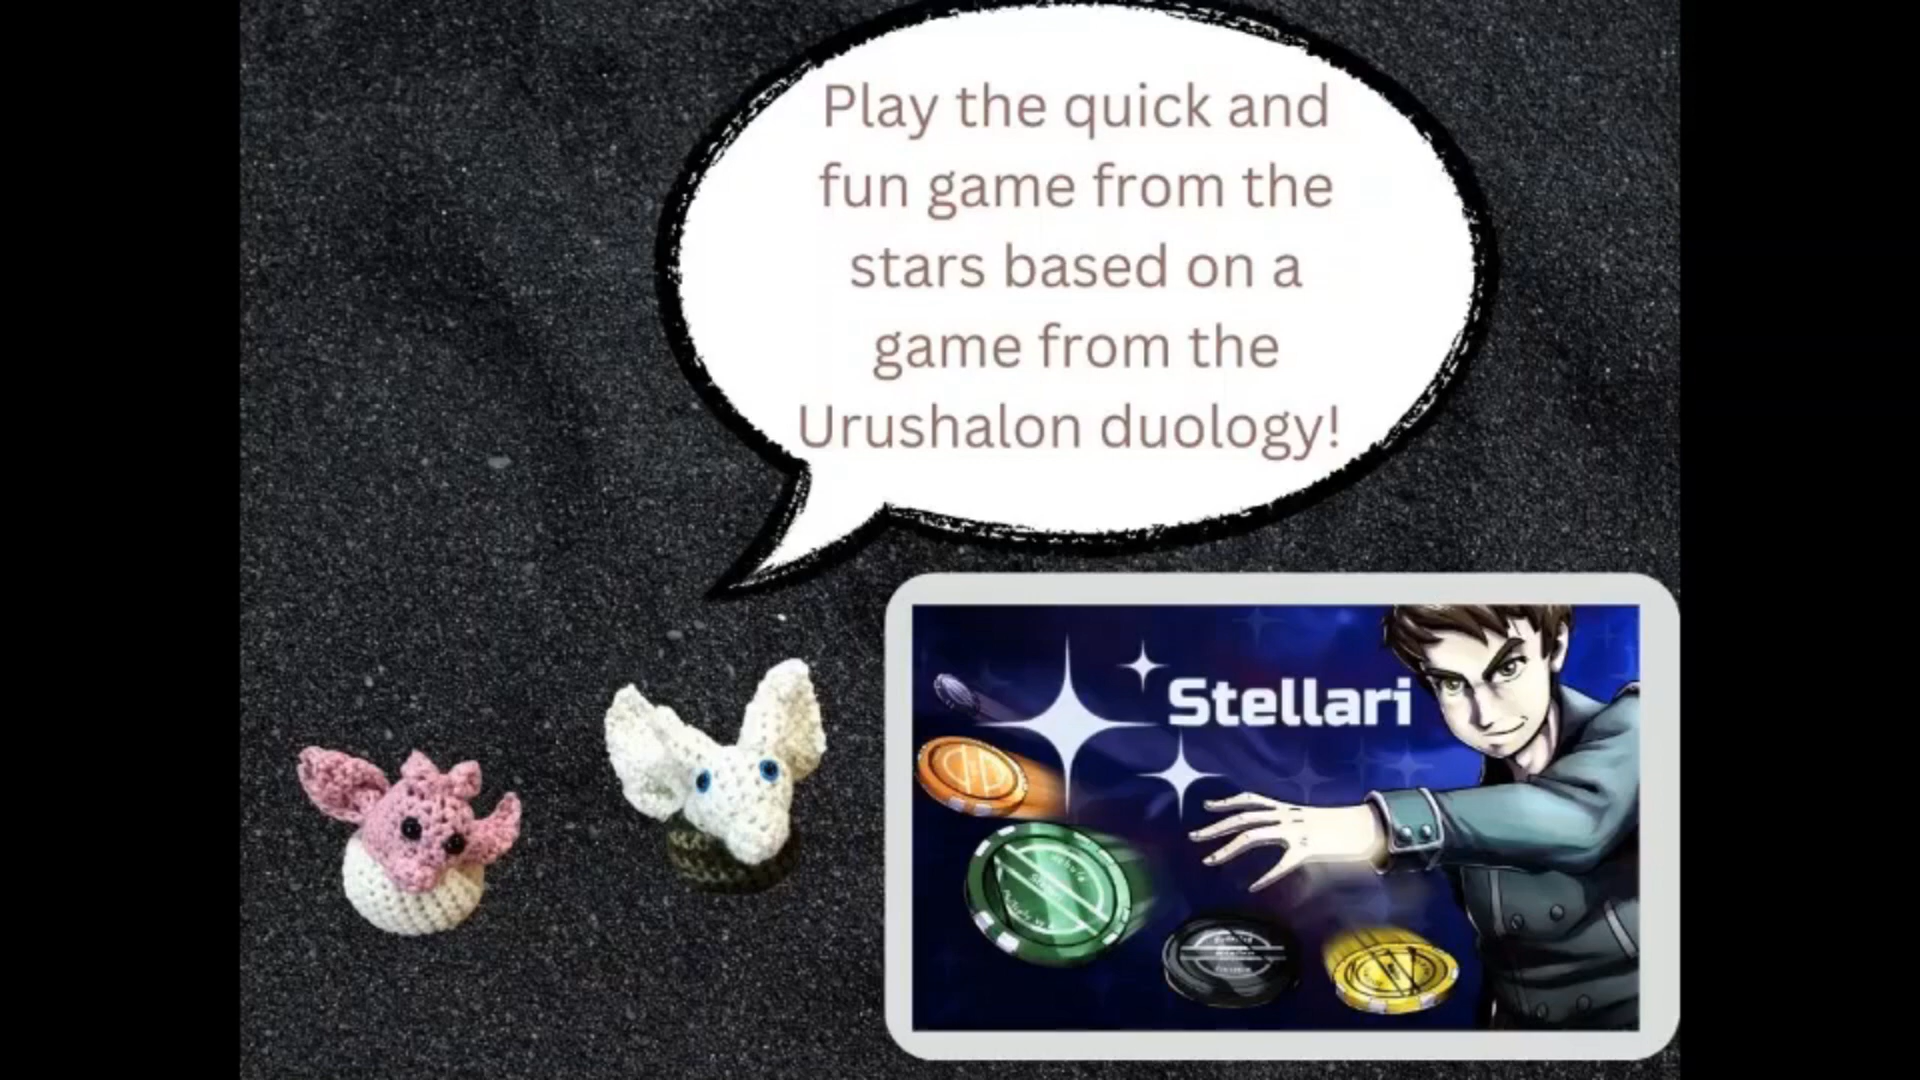 Play the quick and
fun game from the
stars based on a
game from the
Urushalon duology!
Stellari